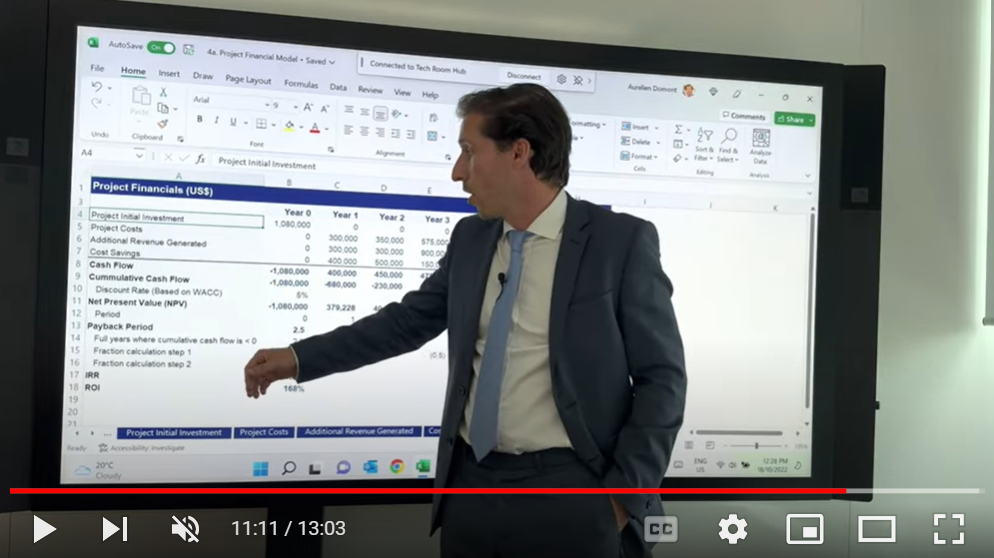 AutoSave On 4a. Project Financial Model • Saved
Connected to Tech Room Hub Disconnect
Aurelien Domont
File Home Insert Draw Page Layout Formulas Data Review View Help
Comments Share
Paste
Arial 9
Insert
Delete
Format
Sort & Filter
Find & Select
Analyze Data
Undo Clipboard Font Alignment Cells Editing Analysis
A4 fx Project Initial Investment
A B C D E K
1 Project Financials (US$)
3 Year 0 Year 1 Year 2 Year 3
4 Project Initial Investment 1,080,000 0 0 0
5 Project Costs 0 300,000 350,000 575,000
6 Additional Revenue Generated 0 300,000 300,000 900,00
7 Cost Savings 0 400,000 500,000 150,0
8 Cash Flow -1,080,000 400,000 450,000
9 Cummulative Cash Flow -1,080,000 -680,000 -230,000
10 Discount Rate (Based on WACC) 5%
11 Net Present Value (NPV) -1,080,000 379,228
12 Period 0 1
13 Payback Period 2.5
14 Full years where cumulative cash flow is < 0
15 Fraction calculation step 1 (0.5)
16 Fraction calculation step 2
17 IRR
18 ROI 168%
19
20
21
Project Initial Investment Project Costs Additional Revenue Generated
Ready Accessibility: Investigate
20°C
Cloudy
ENG
US
12:28 PM
18/10/2022
11:11 / 13:03
CC